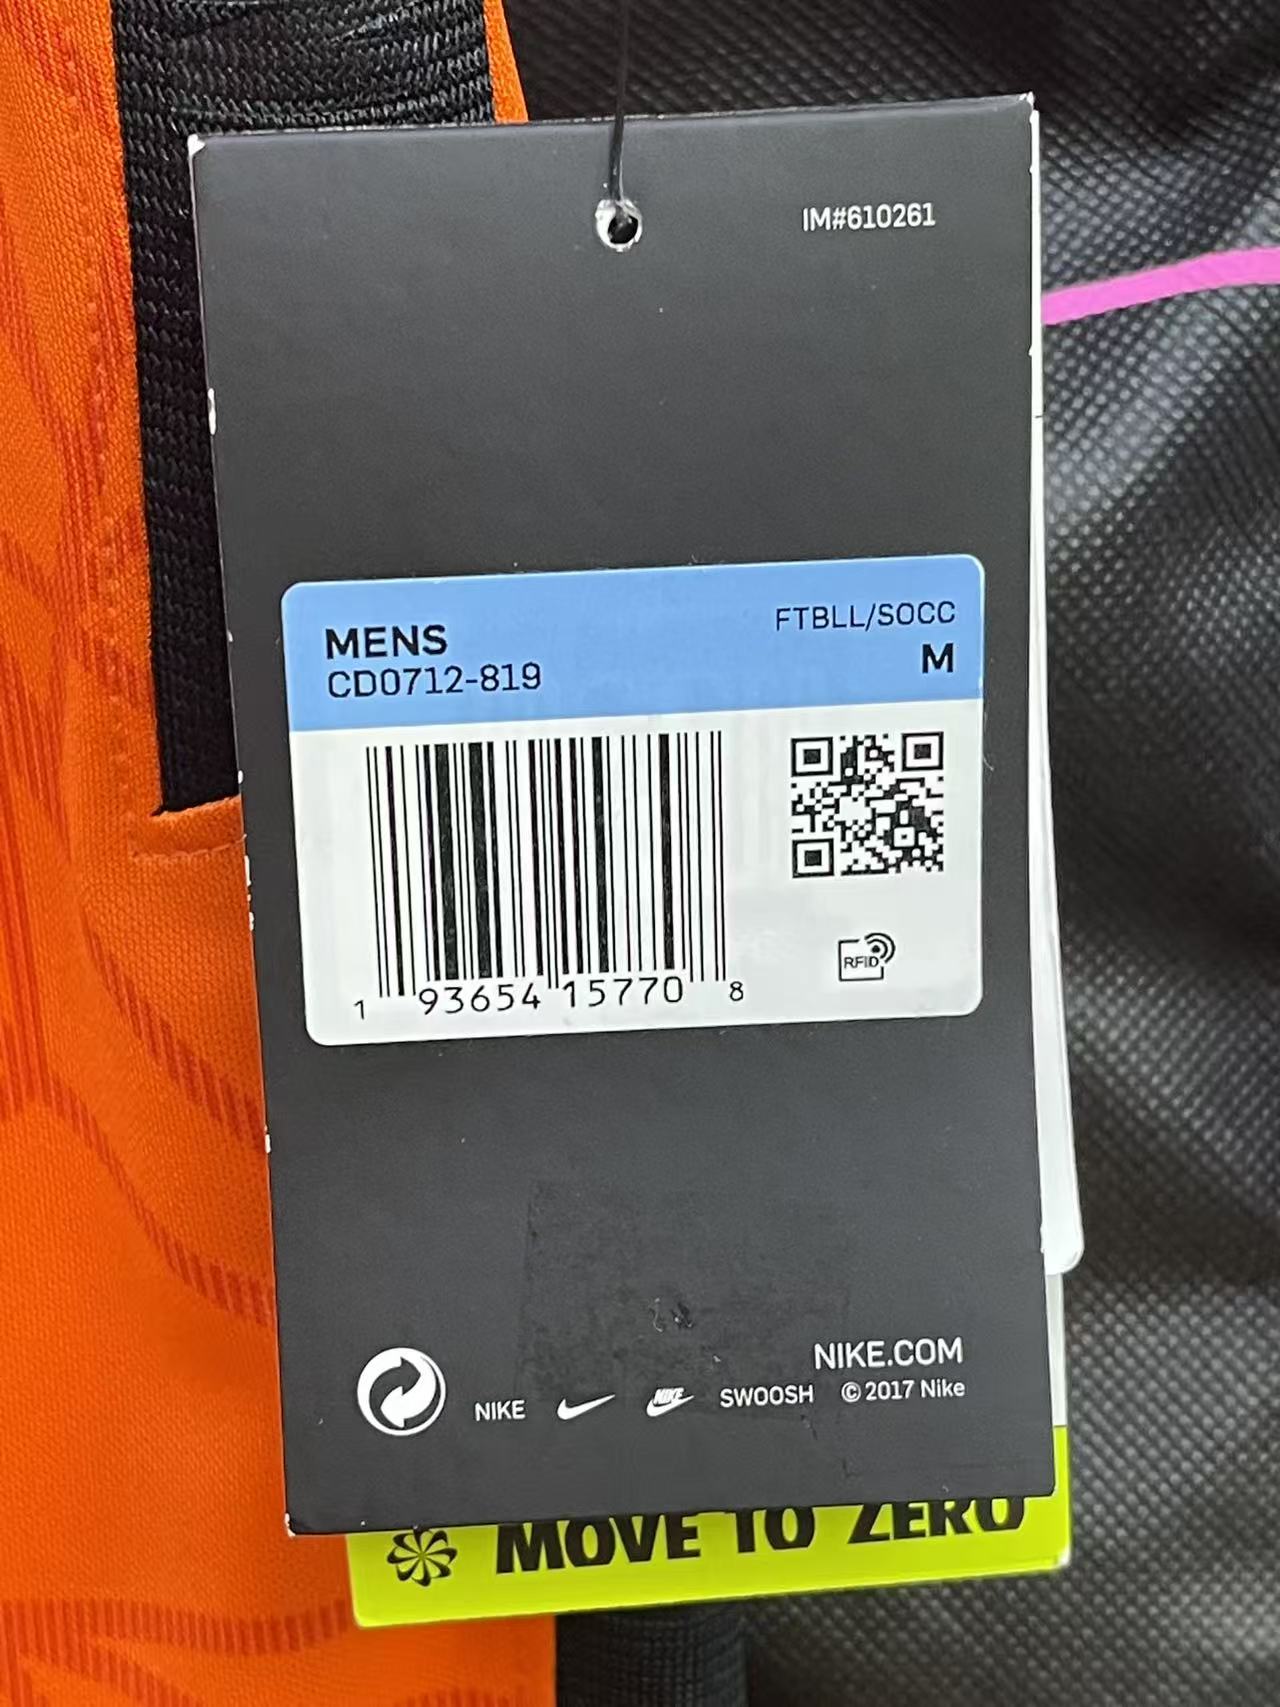 IM#610261
MENS
FTBLL/SOCC
CD0712-819
M
1 93654 15770 8
RFID
NIKE.COM
NIKE NIKE SWOOSH © 2017 Nike
MOVE TO ZERO